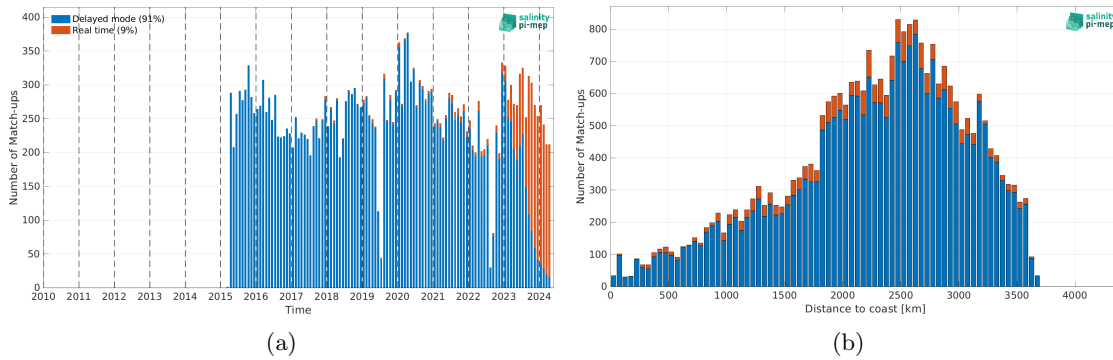 Delayed mode (91%)
Real time (9%)
salinity
pi-mep
Number of Match-ups
400
350
300
250
200
150
100
50
0
2010 2011 2012 2013 2014 2015 2016 2017 2018 2019 2020 2021 2022 2023 2024
Time
(a)
salinity
pi-mep
Number of Match-ups
800
700
600
500
400
300
200
100
0
0 500 1000 1500 2000 2500 3000 3500 4000
Distance to coast [km]
(b)